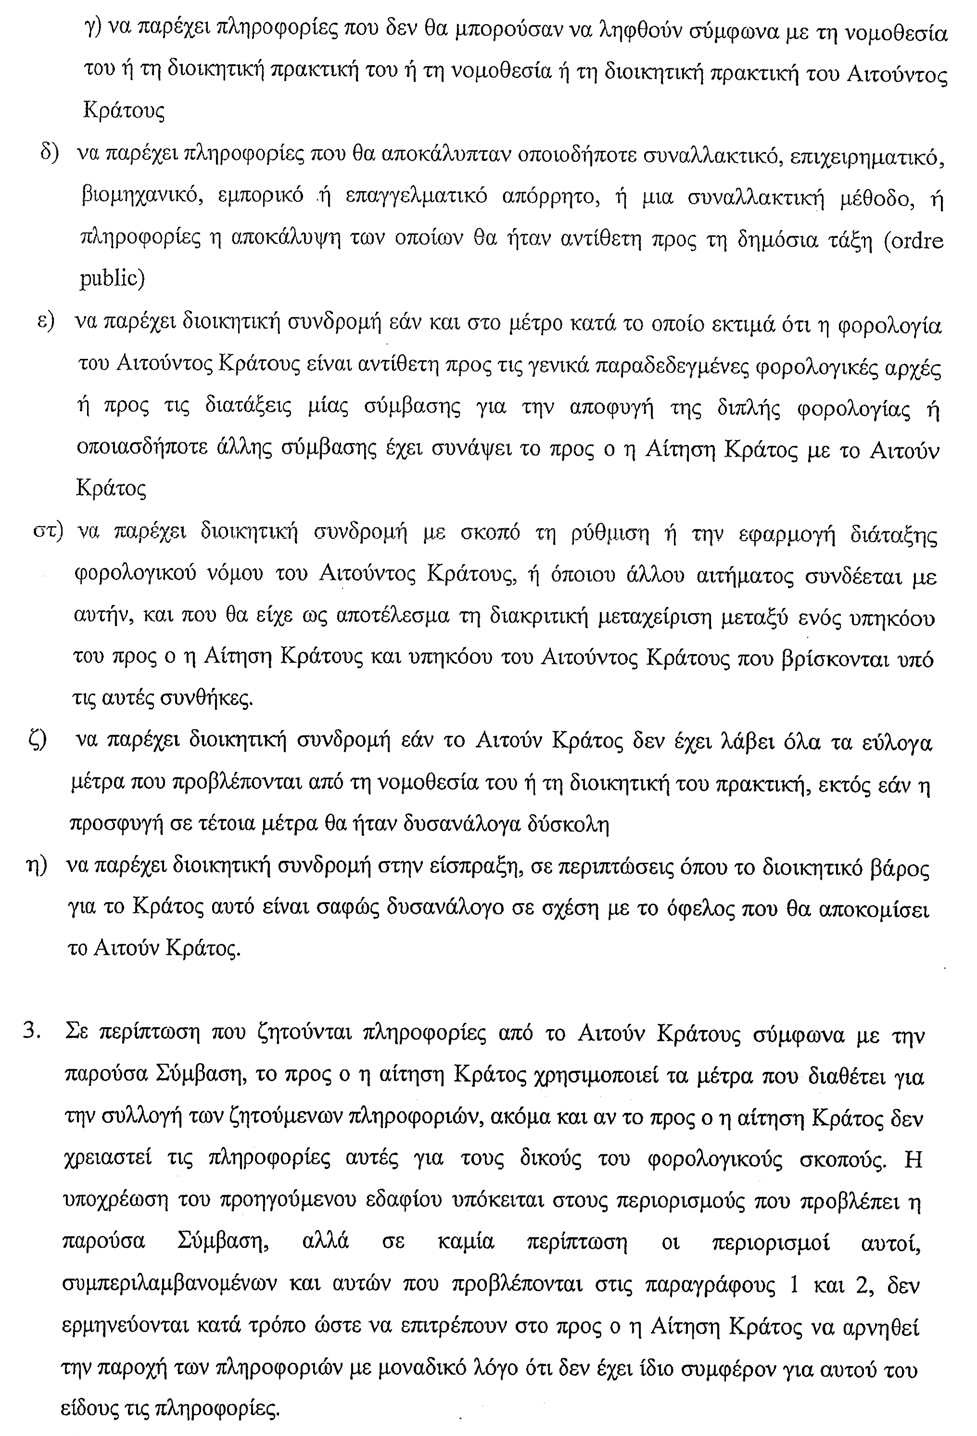 γ) να παρέχει πληροφορίες που δεν θα μπορούσαν να ληφθούν σύμφωνα με τη νομοθεσία
του ή τη διοικητική πρακτική του ή τη νομοθεσία ή τη διοικητική πρακτική του Αιτούντος
Κράτους
δ) να παρέχει πληροφορίες που θα αποκάλυπταν οποιοδήποτε συναλλακτικό, επιχειρηματικό,
βιομηχανικό, εμπορικό ή επαγγελματικό απόρρητο, ή μια συναλλακτική μέθοδο, ή
πληροφορίες η αποκάλυψη των οποίων θα ήταν αντίθετη προς τη δημόσια τάξη (ordre
public)
ε) να παρέχει διοικητική συνδρομή εάν και στο μέτρο κατά το οποίο εκτιμά ότι η φορολογία
του Αιτούντος Κράτους είναι αντίθετη προς τις γενικά παραδεδεγμένες φορολογικές αρχές
ή προς τις διατάξεις μίας σύμβασης για την αποφυγή της διπλής φορολογίας ή
οποιασδήποτε άλλης σύμβασης έχει συνάψει το προς ο η Αίτηση Κράτος με το Αιτούν
Κράτος
στ) να παρέχει διοικητική συνδρομή με σκοπό τη ρύθμιση ή την εφαρμογή διάταξης
φορολογικού νόμου του Αιτούντος Κράτους, ή όποιου άλλου αιτήματος συνδέεται με
αυτήν, και που θα είχε ως αποτέλεσμα τη διακριτική μεταχείριση μεταξύ ενός υπηκόου
του προς ο η Αίτηση Κράτους και υπηκόου του Αιτούντος Κράτους που βρίσκονται υπό
τις αυτές συνθήκες.
ζ) να παρέχει διοικητική συνδρομή εάν το Αιτούν Κράτος δεν έχει λάβει όλα τα εύλογα
μέτρα που προβλέπονται από τη νομοθεσία του ή τη διοικητική του πρακτική, εκτός εάν η
προσφυγή σε τέτοια μέτρα θα ήταν δυσανάλογα δύσκολη
η) να παρέχει διοικητική συνδρομή στην είσπραξη, σε περιπτώσεις όπου το διοικητικό βάρος
για το Κράτος αυτό είναι σαφώς δυσανάλογο σε σχέση με το όφελος που θα αποκομίσει
το Αιτούν Κράτος.
3. Σε περίπτωση που ζητούνται πληροφορίες από το Αιτούν Κράτους σύμφωνα με την
παρούσα Σύμβαση, το προς ο η αίτηση Κράτος χρησιμοποιεί τα μέτρα που διαθέτει για
την συλλογή των ζητούμενων πληροφοριών, ακόμα και αν το προς ο η αίτηση Κράτος δεν
χρειαστεί τις πληροφορίες αυτές για τους δικούς του φορολογικούς σκοπούς. Η
υποχρέωση του προηγούμενου εδαφίου υπόκειται στους περιορισμούς που προβλέπει η
παρούσα Σύμβαση, αλλά σε καμία περίπτωση οι περιορισμοί αυτοί,
συμπεριλαμβανομένων και αυτών που προβλέπονται στις παραγράφους 1 και 2, δεν
ερμηνεύονται κατά τρόπο ώστε να επιτρέπουν στο προς ο η Αίτηση Κράτος να αρνηθεί
την παροχή των πληροφοριών με μοναδικό λόγο ότι δεν έχει ίδιο συμφέρον για αυτού του
είδους τις πληροφορίες.